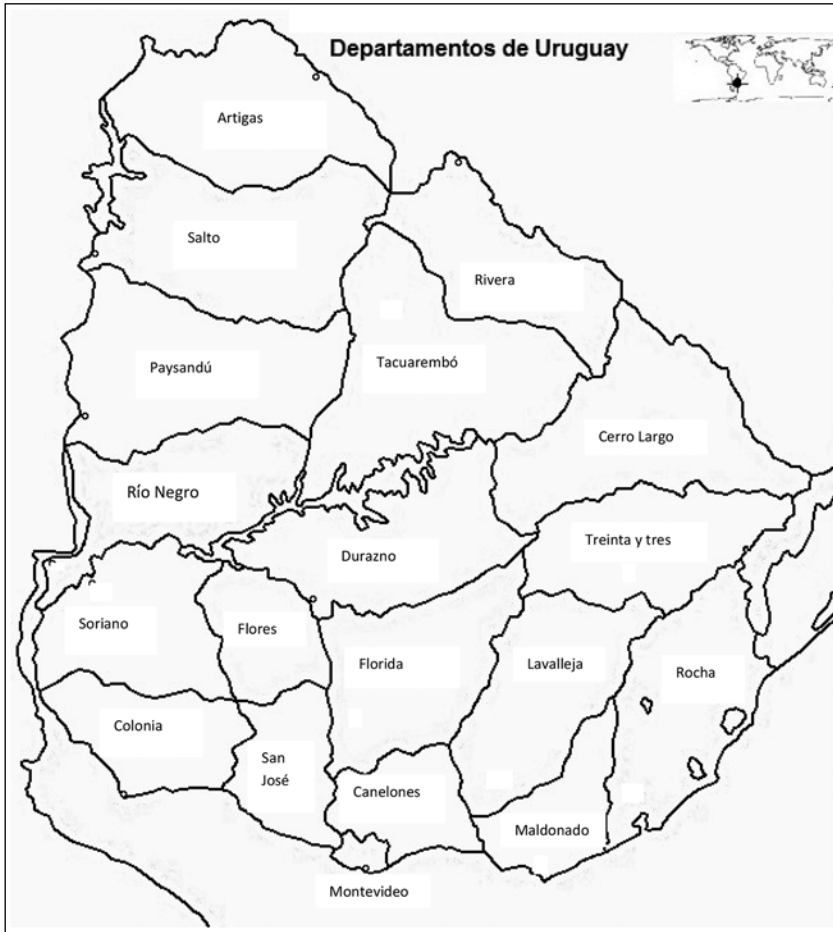 Departamentos de Uruguay
Artigas
Salto
Rivera
Paysandú
Tacuarembó
Cerro Largo
Río Negro
Treinta y tres
Durazno
Soriano
Flores
Florida
Lavalleja
Rocha
Colonia
San
José
Canelones
Maldonado
Montevideo